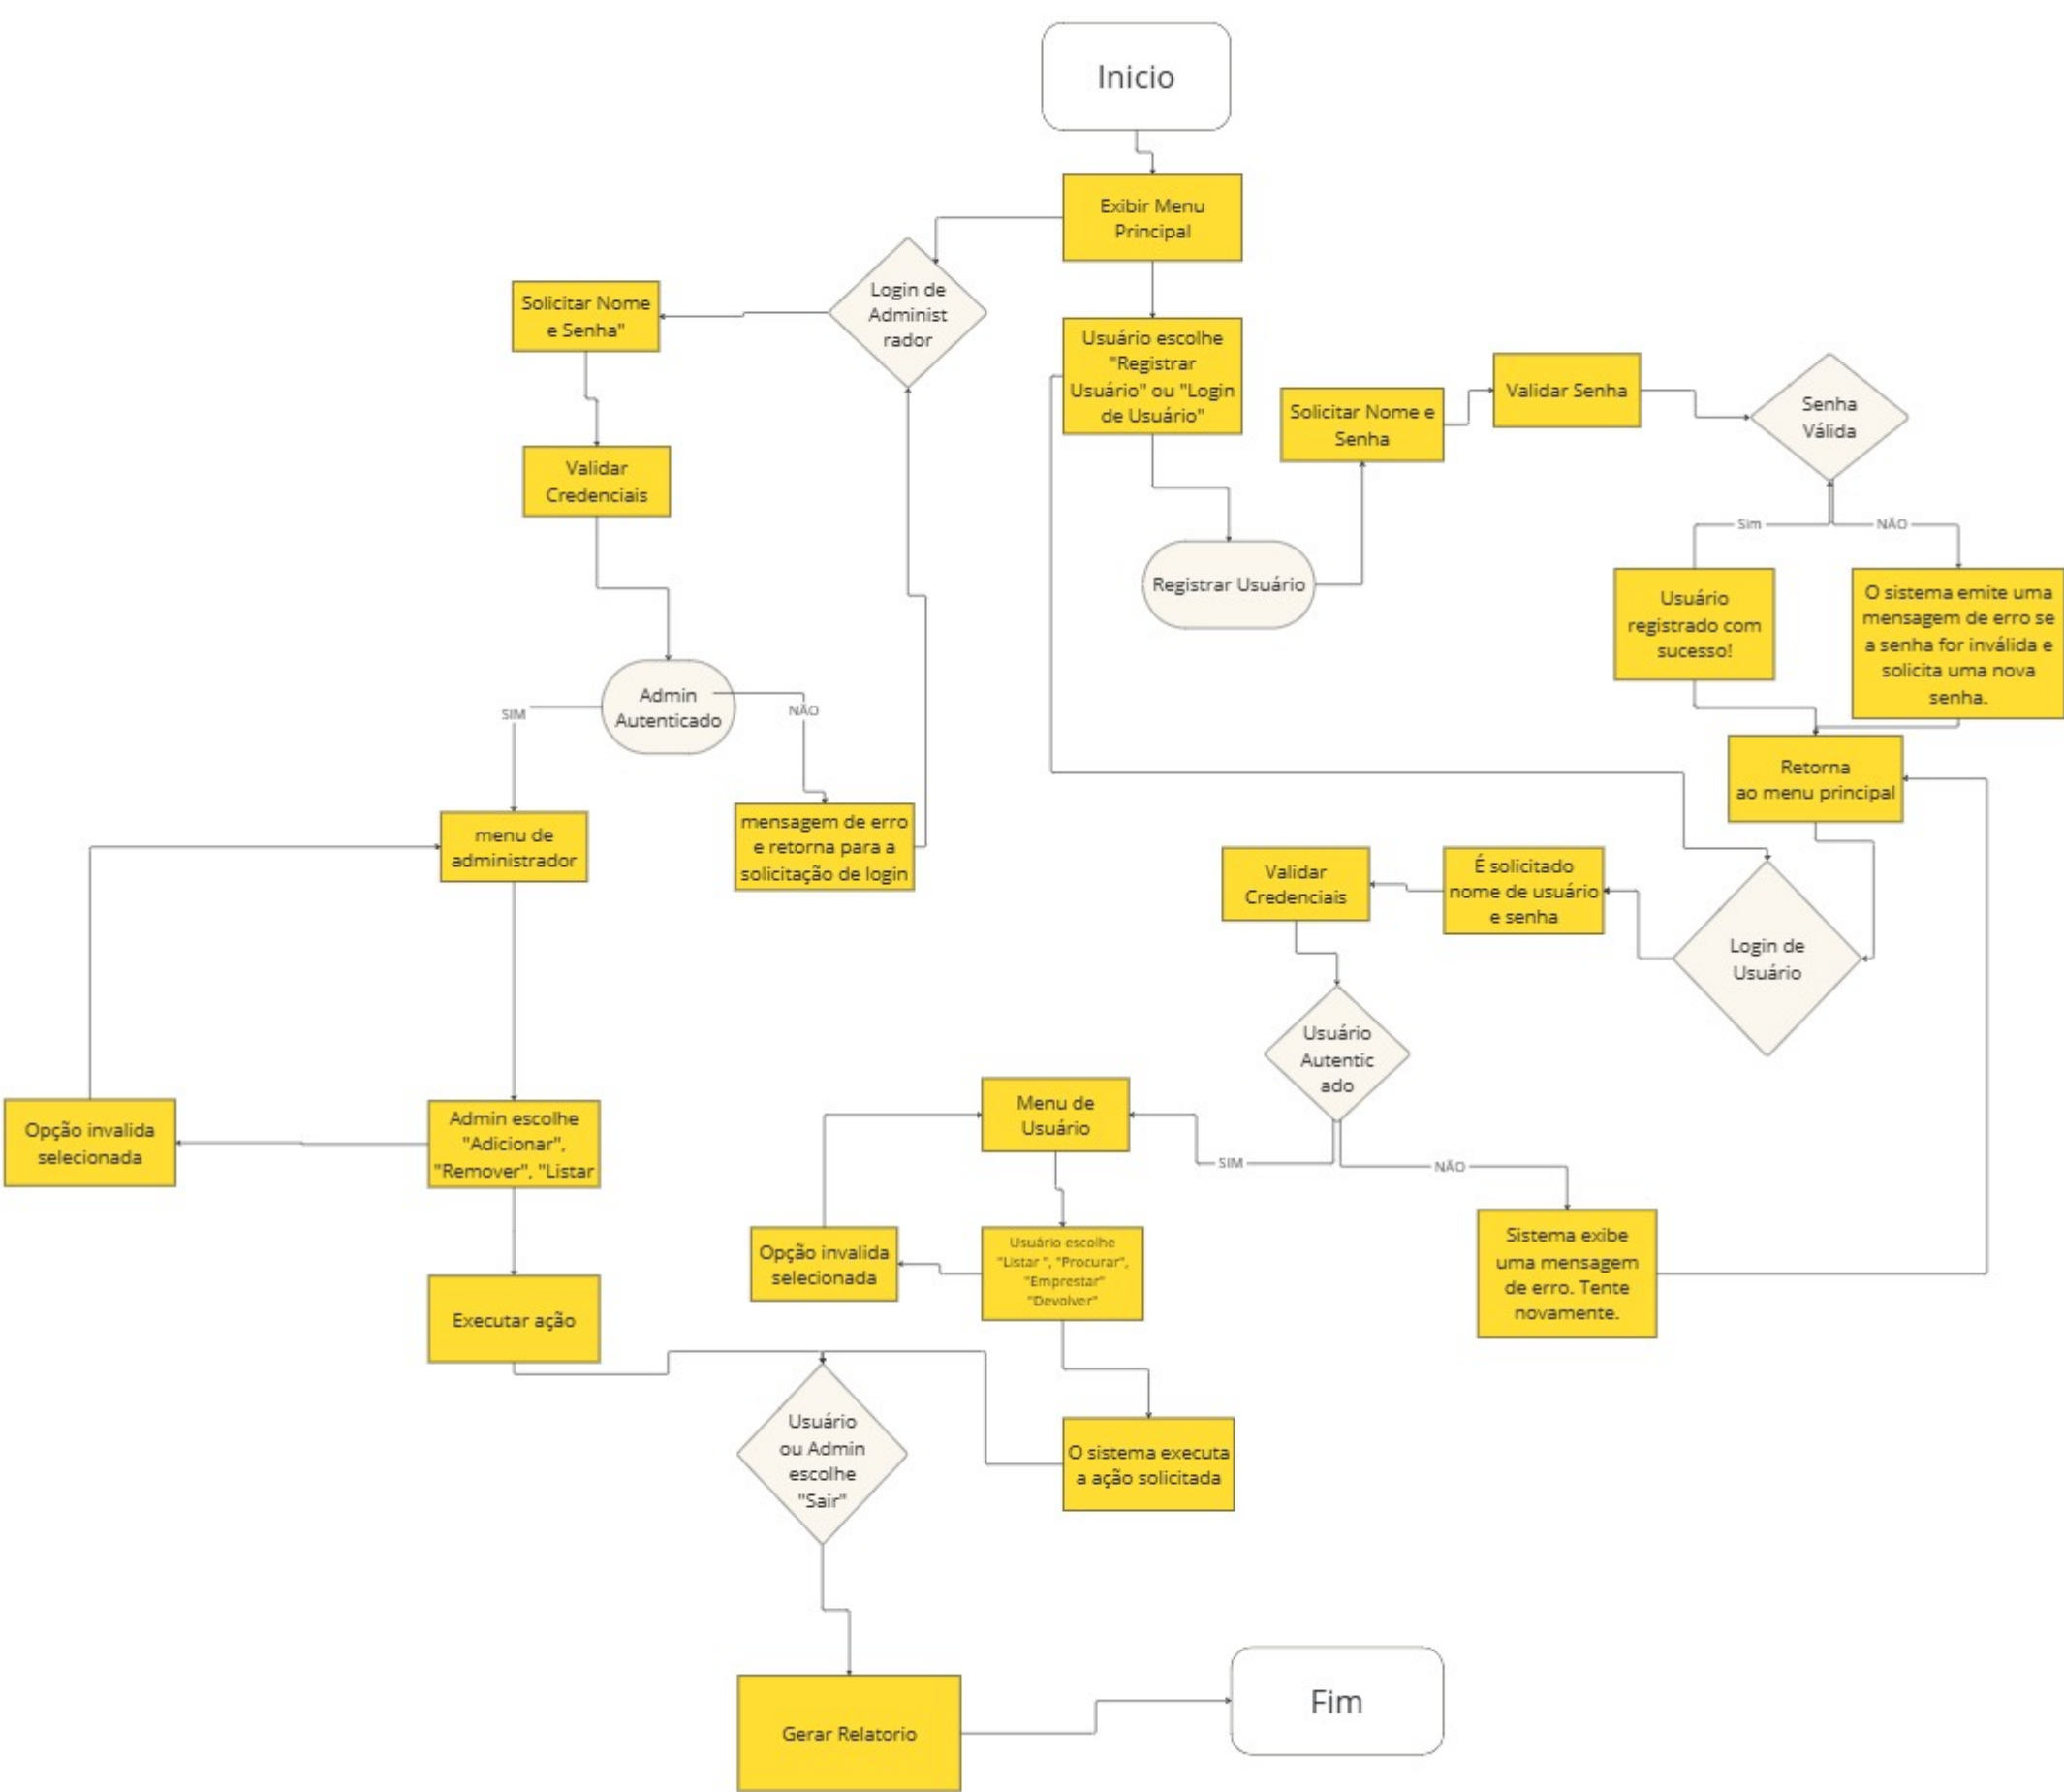 Inicio
Exibir Menu
Principal
Login de
Administ
rador
Solicitar Nome
e Senha"
Usuário escolhe
"Registrar
Usuário" ou "Login
de Usuário"
Validar Senha
Senha
Válida
Solicitar Nome e
Senha
Validar
Credenciais
Sim
NÃO
Registrar Usuário
Usuário
registrado com
sucesso!
O sistema emite uma
mensagem de erro se
a senha for inválida e
solicita uma nova
senha.
Admin
Autenticado
SIM
NÃO
Retorna
ao menu principal
menu de
administrador
mensagem de erro
e retorna para a
solicitação de login
Validar
Credenciais
É solicitado
nome de usuário
e senha
Login de
Usuário
Usuário
Autentic
ado
Menu de
Usuário
SIM
NÃO
Opção invalida
selecionada
Admin escolhe
"Adicionar",
"Remover", "Listar
Opção invalida
selecionada
Usuário escolhe
"Listar ", "Procurar",
"Emprestar"
"Devolver"
Sistema exibe
uma mensagem
de erro. Tente
novamente.
Executar ação
Usuário
ou Admin
escolhe
"Sair"
O sistema executa
a ação solicitada
Gerar Relatorio
Fim